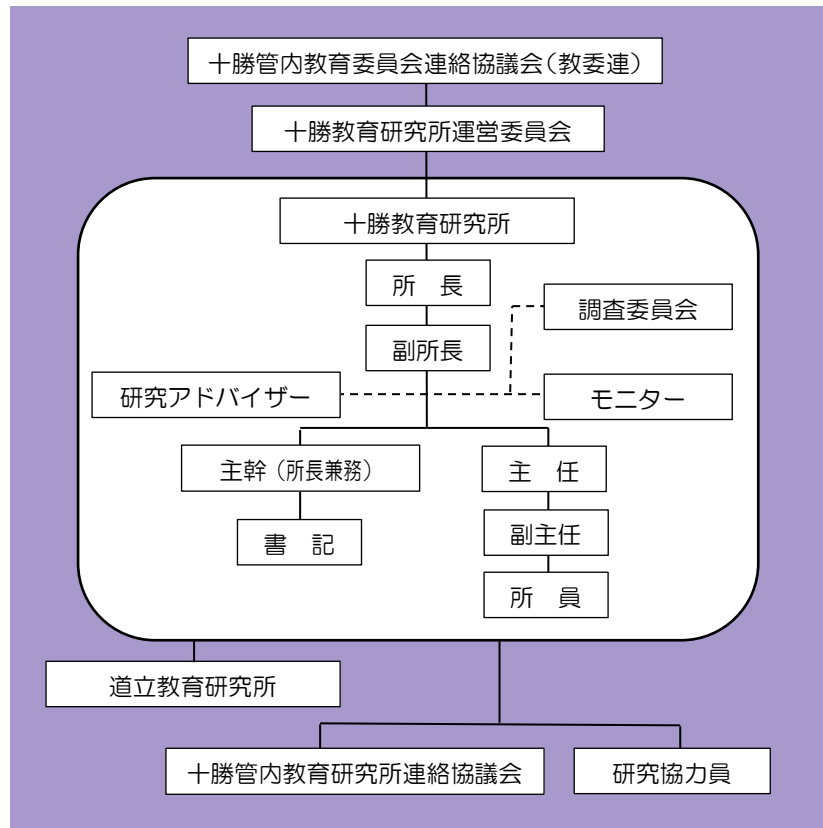 十勝管内教育委員会連絡協議会(教委連)
十勝教育研究所運営委員会
十勝教育研究所
所　長
調査委員会
副所長
研究アドバイザー
モニター
主幹（所長兼務）
主　任
書　記
副主任
所　員
道立教育研究所
十勝管内教育研究所連絡協議会
研究協力員